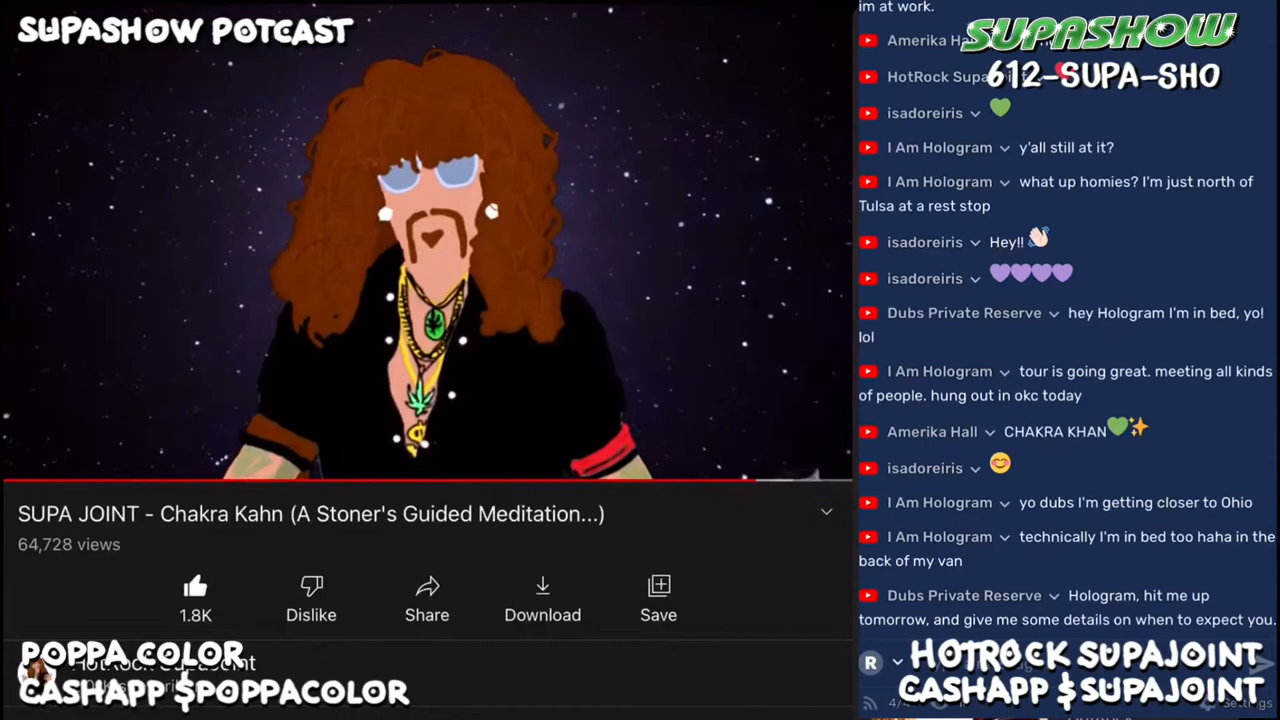 SUPASHOW POTCAST
SUPA JOINT - Chakra Kahn (A Stoner's Guided Meditation...)
64,728 views
1.8K
Dislike
Share
Download
Save
POPPA COLOR
HotRock Supajoint
CASHAPP $POPPACOLOR
im at work.
SUPASHOW
612-SUPA-SHO
Amerika Hall
HotRock Supa
isadoreiris 💚
I Am Hologram y'all still at it?
I Am Hologram what up homies? I'm just north of
Tulsa at a rest stop
isadoreiris Hey!! 👋🏻
isadoreiris 💜💜💜💜
Dubs Private Reserve hey Hologram I'm in bed, yo!
lol
I Am Hologram tour is going great. meeting all kinds
of people. hung out in okc today
Amerika Hall CHAKRA KHAN💚✨
isadoreiris 😊
I Am Hologram yo dubs I'm getting closer to Ohio
I Am Hologram technically I'm in bed too haha in the
back of my van
Dubs Private Reserve Hologram, hit me up
tomorrow, and give me some details on when to expect you.
R
HOTROCK SUPAJOINT
CASHAPP $SUPAJOINT
Settings